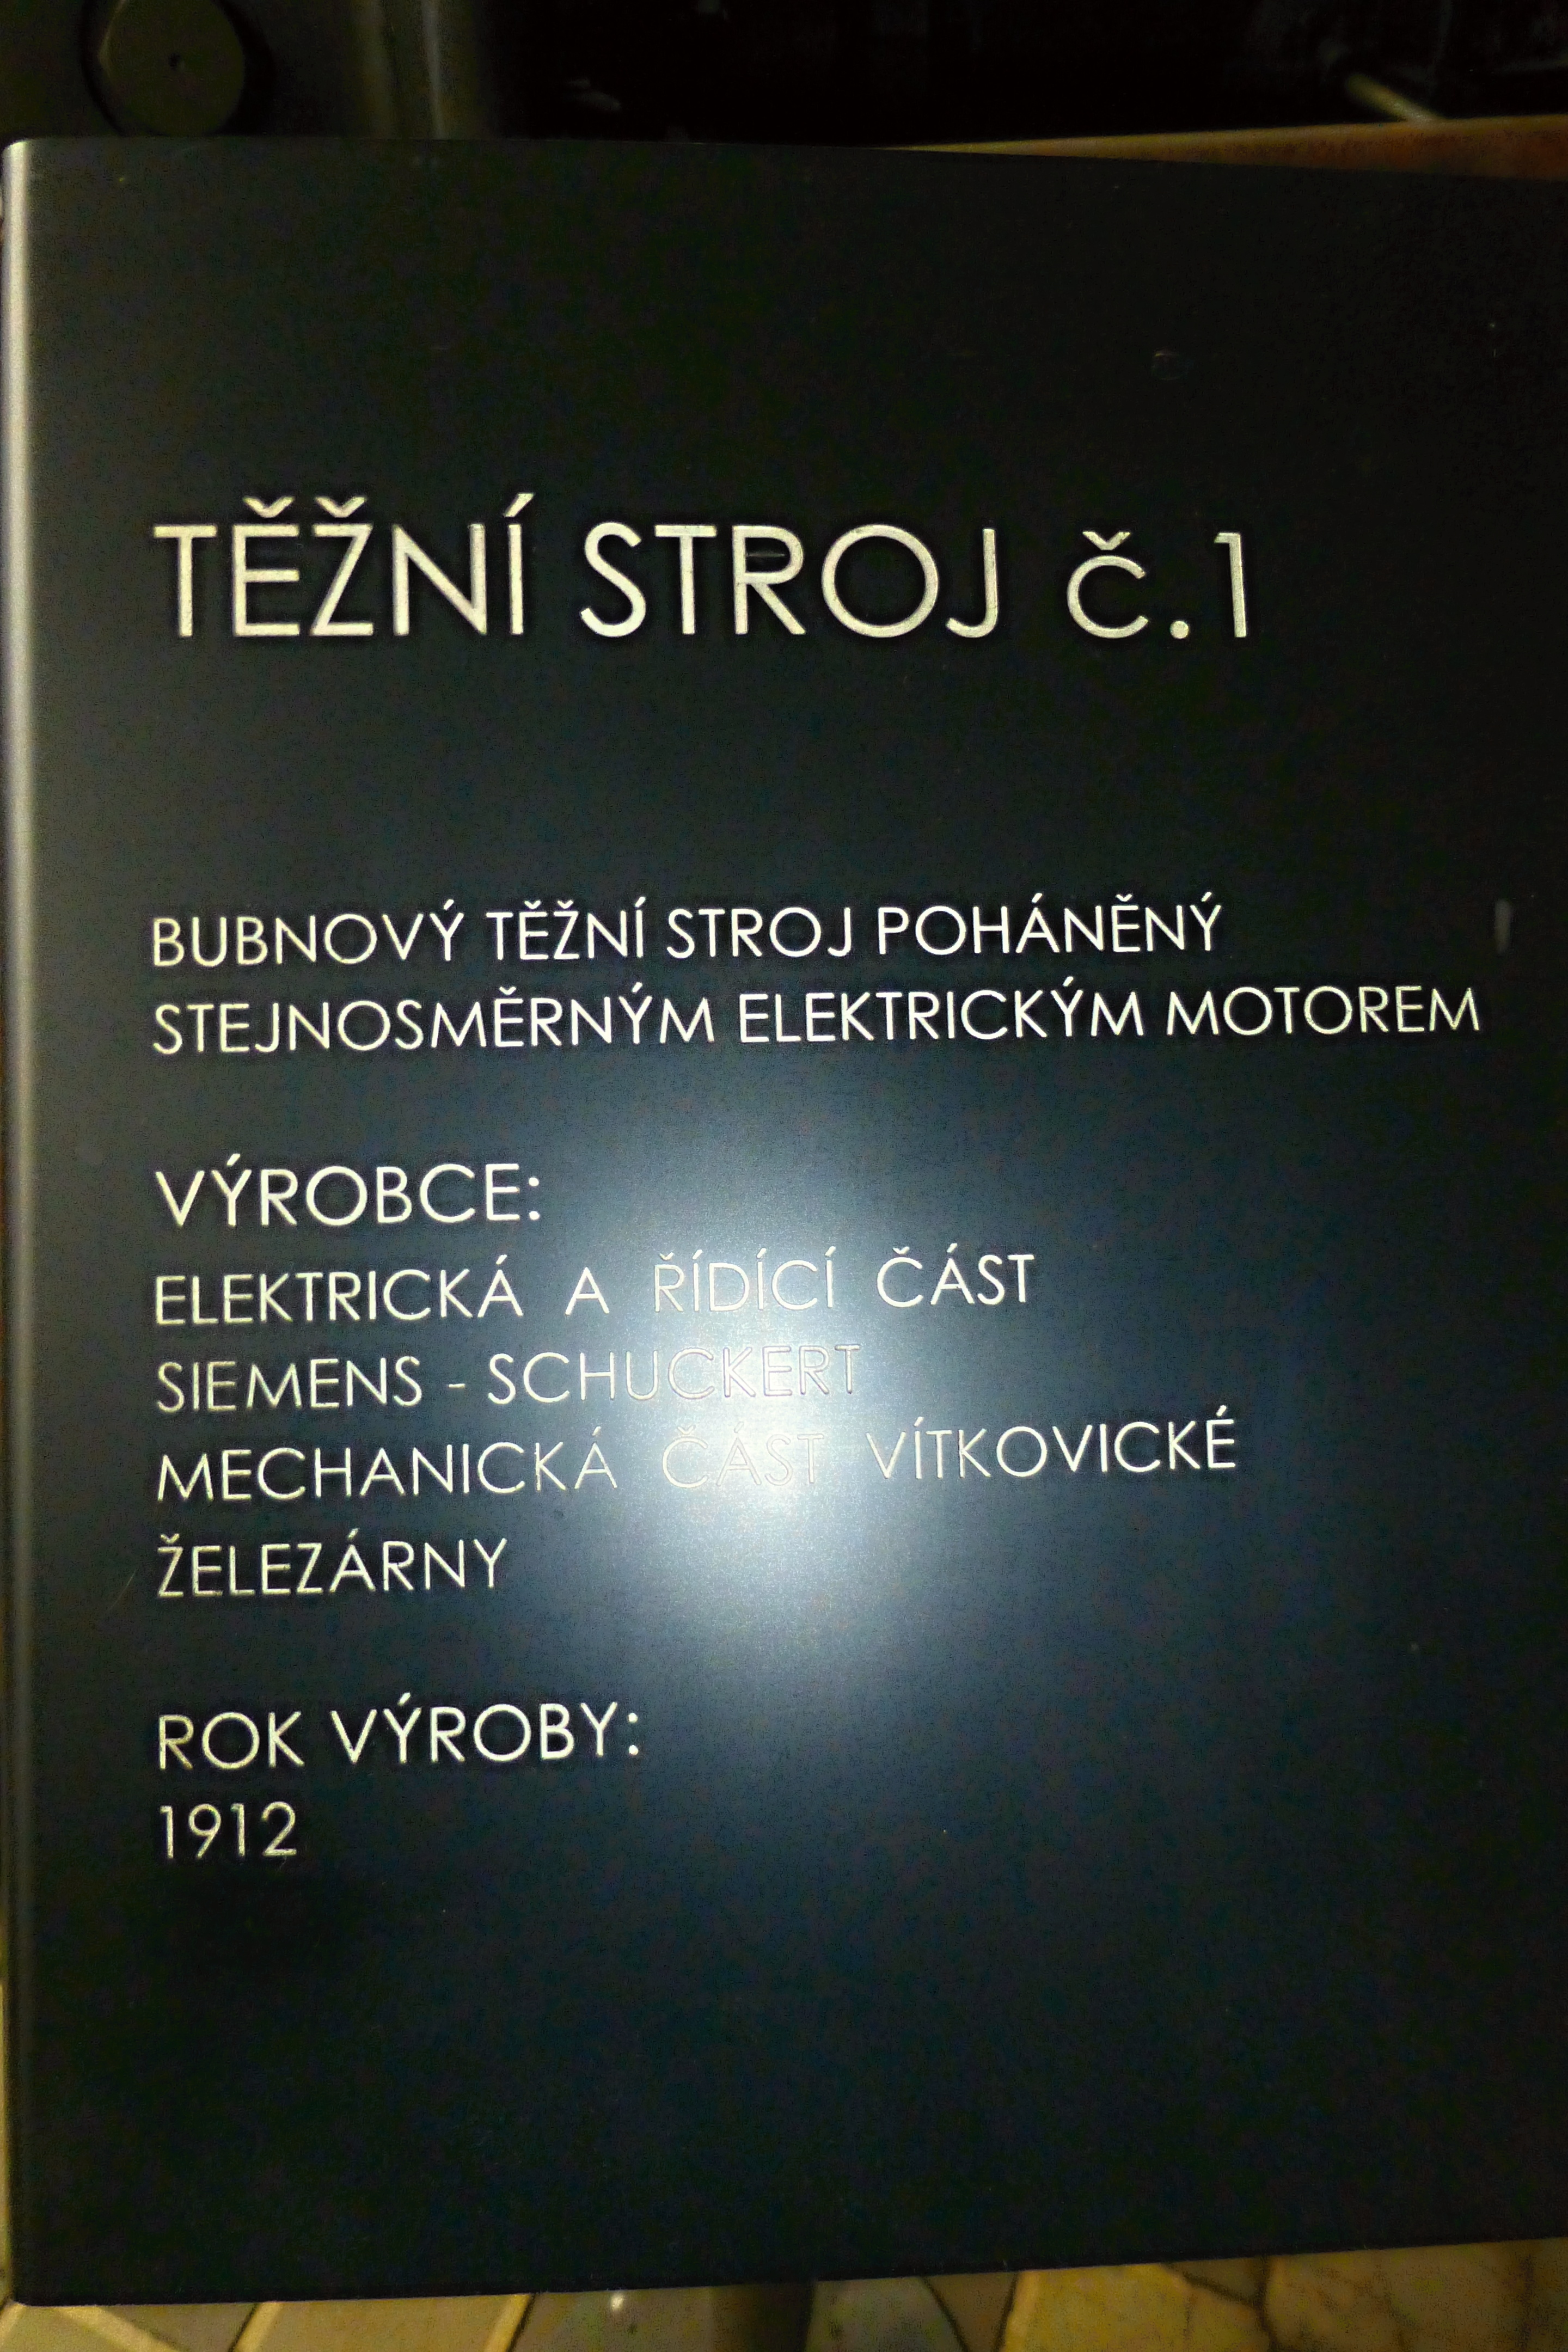 TĚŽNÍ STROJ č.1
BUBNOVÝ TĚŽNÍ STROJ POHÁNĚNÝ
STEJNOSMĚRNÝM ELEKTRICKÝM MOTOREM
VÝROBCE:
ELEKTRICKÁ A ŘÍDÍCÍ ČÁST
SIEMENS - SCHUCKERT
MECHANICKÁ ČÁST VÍTKOVICKÉ
ŽELEZÁRNY
ROK VÝROBY:
1912